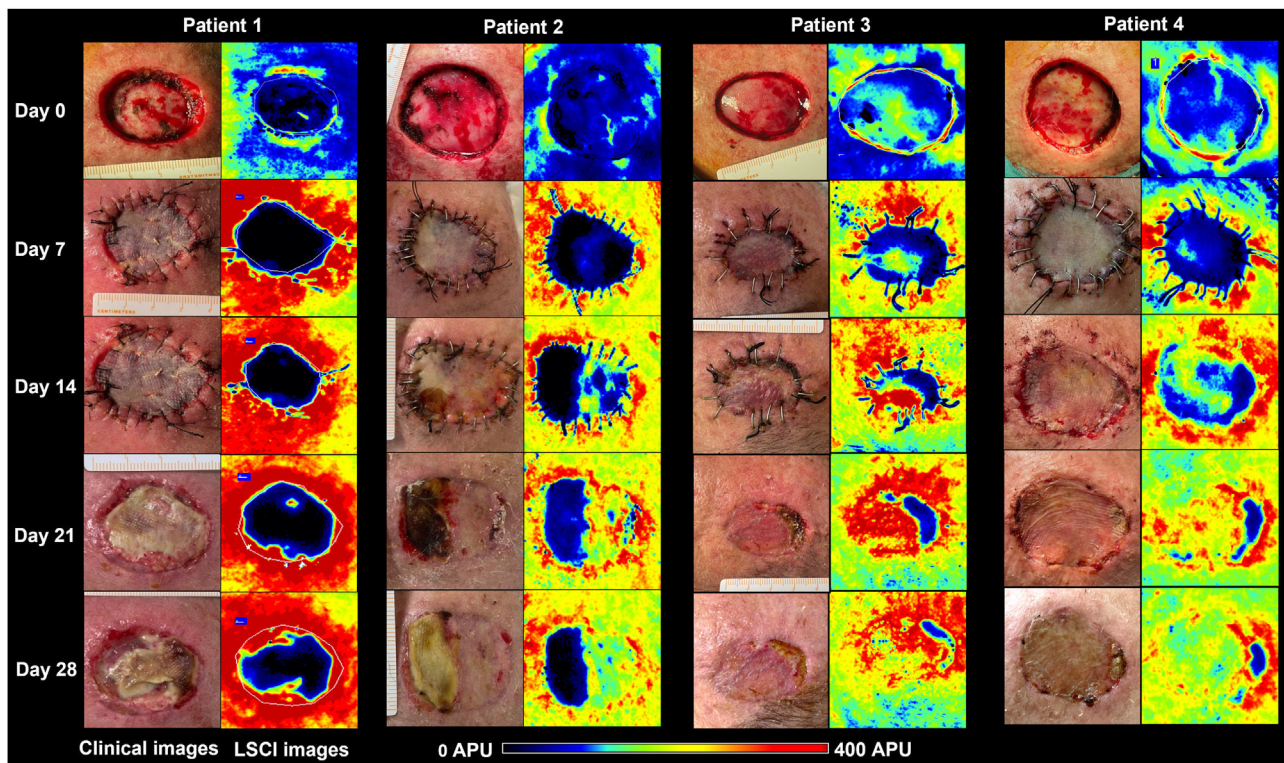 Patient 1
Patient 2
Patient 3
Patient 4
Day 0
1
Day 7
Day 14
Day 21
Day 28
Clinical images
LSCI images
0 APU
400 APU